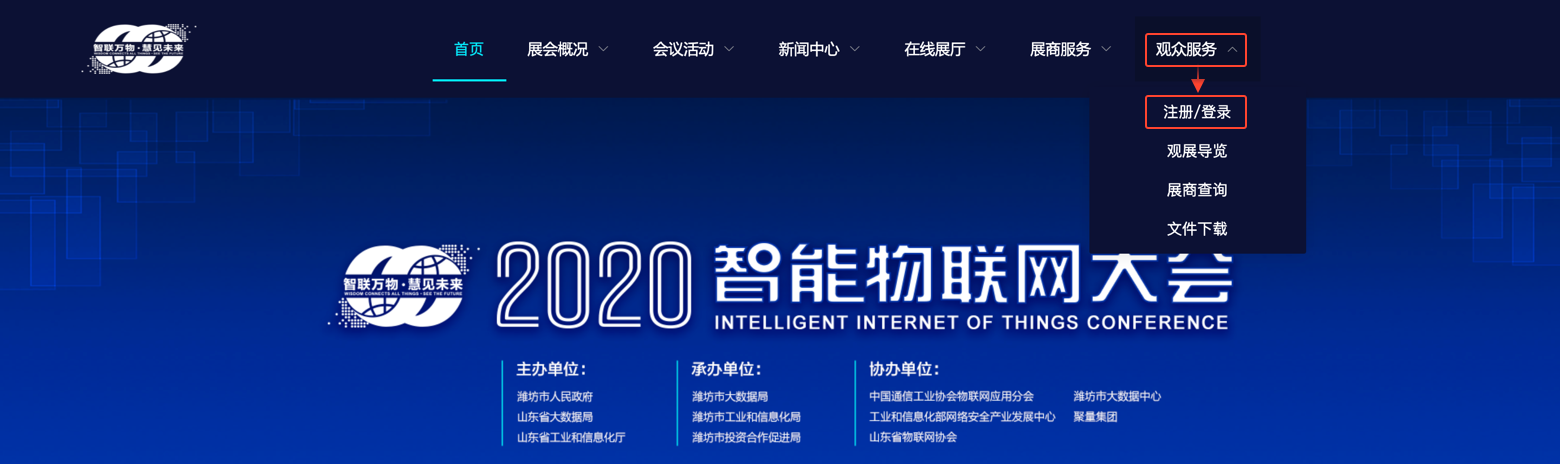 智联万物·慧见未来
WISDOM CONNECTS ALL THINGS · SEE THE FUTURE
首页 展会概况 会议活动 新闻中心 在线展厅 展商服务 观众服务
注册/登录
观展导览
展商查询
文件下载
智联万物·慧见未来
WISDOM CONNECTS ALL THINGS · SEE THE FUTURE
2020 智能物联网大会
INTELLIGENT INTERNET OF THINGS CONFERENCE
主办单位：
潍坊市人民政府
山东省大数据局
山东省工业和信息化厅
承办单位：
潍坊市大数据局
潍坊市工业和信息化局
潍坊市投资合作促进局
协办单位：
中国通信工业协会物联网应用分会 潍坊市大数据中心
工业和信息化部网络安全产业发展中心 聚量集团
山东省物联网协会